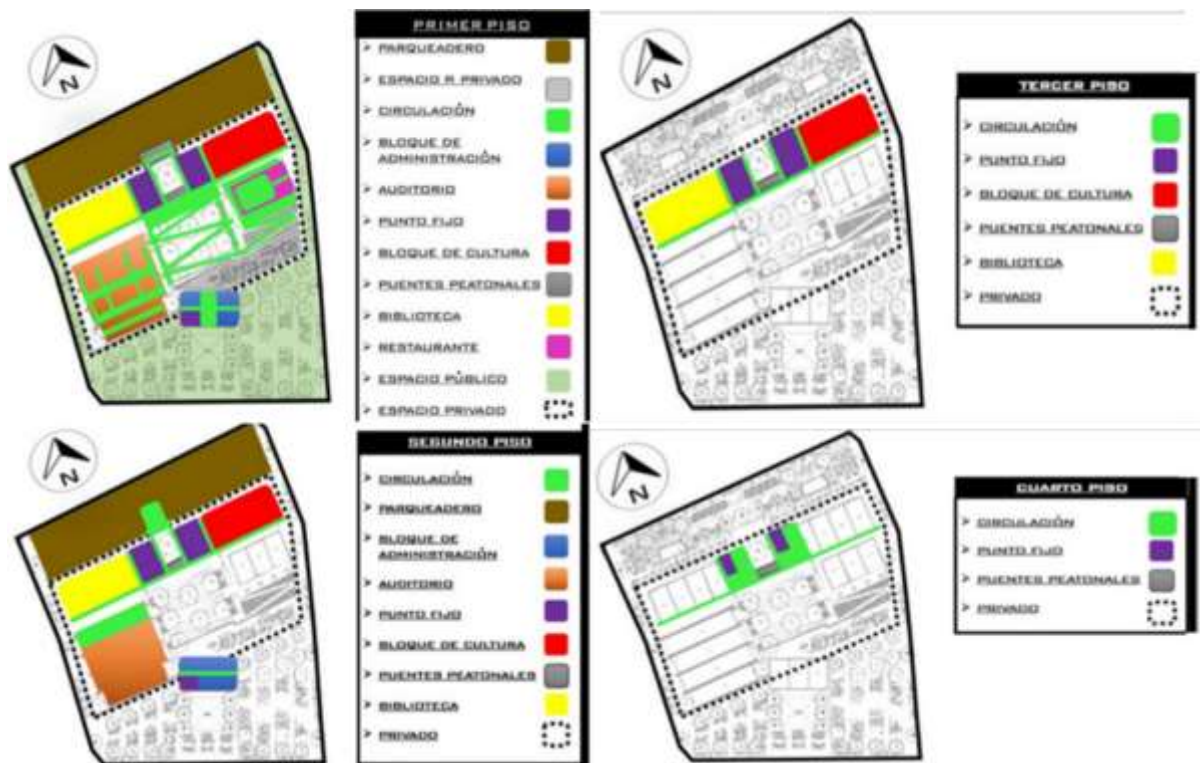 PRIMER PISO
➤ PARQUEADERO
➤ ESPACIO R PRIVADO
➤ CIRCULACIÓN
➤ BLOQUE DE
ADMINISTRACIÓN
➤ AUDITORIO
➤ PUNTO FIJO
➤ BLOQUE DE CULTURA
➤ PUENTES PEATONALES
➤ BIBLIOTECA
➤ RESTAURANTE
➤ ESPACIO PÚBLICO
➤ ESPACIO PRIVADO
N
TERCER PISO
➤ CIRCULACIÓN
➤ PUNTO FIJO
➤ BLOQUE DE CULTURA
➤ PUENTES PEATONALES
➤ BIBLIOTECA
➤ PRIVADO
N
SEGUNDO PISO
➤ CIRCULACIÓN
➤ PARQUEADERO
➤ BLOQUE DE
ADMINISTRACIÓN
➤ AUDITORIO
➤ PUNTO FIJO
➤ BLOQUE DE CULTURA
➤ PUENTES PEATONALES
➤ BIBLIOTECA
➤ PRIVADO
N
CUARTO PISO
➤ CIRCULACIÓN
➤ PUNTO FIJO
➤ PUENTES PEATONALES
➤ PRIVADO
N